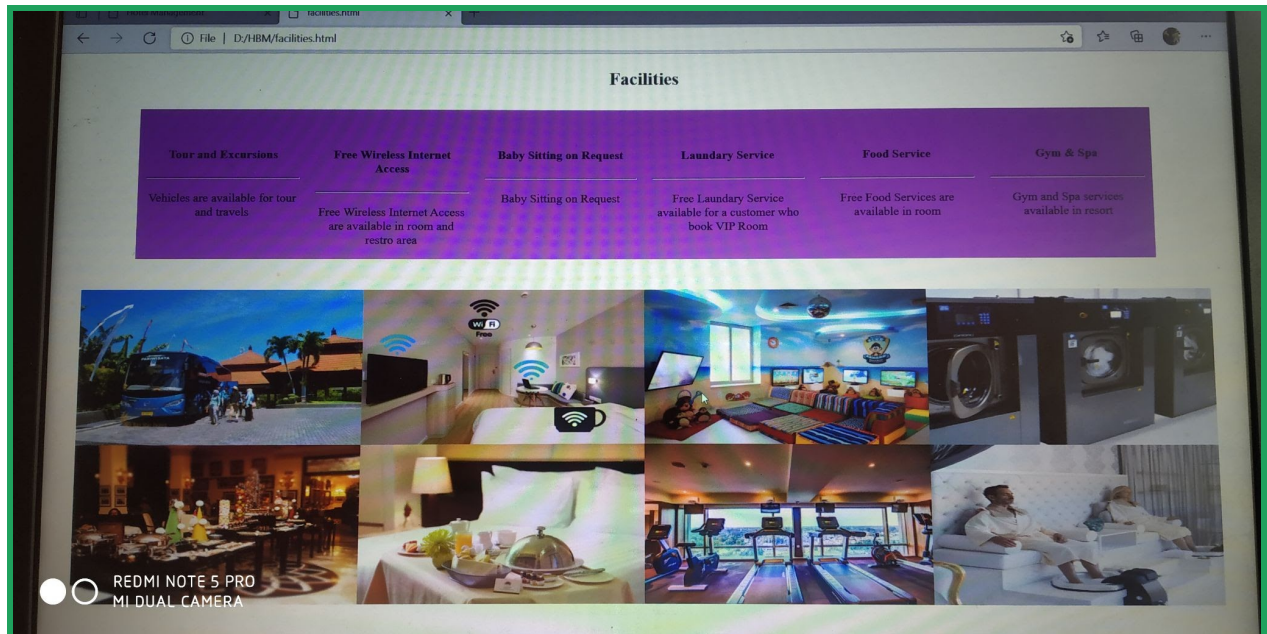 facilities.html
File | D:/HBM/facilities.html
Facilities
Tour and Excursions
Vehicles are available for tour
and travels
Free Wireless Internet
Access
Free Wireless Internet Access
are available in room and
restro area
Baby Sitting on Request
Baby Sitting on Request
Laundary Service
Free Laundary Service
available for a customer who
book VIP Room
Food Service
Free Food Services are
available in room
Gym & Spa
Gym and Spa services
available in resort
Wi Fi
Free
REDMI NOTE 5 PRO
MI DUAL CAMERA